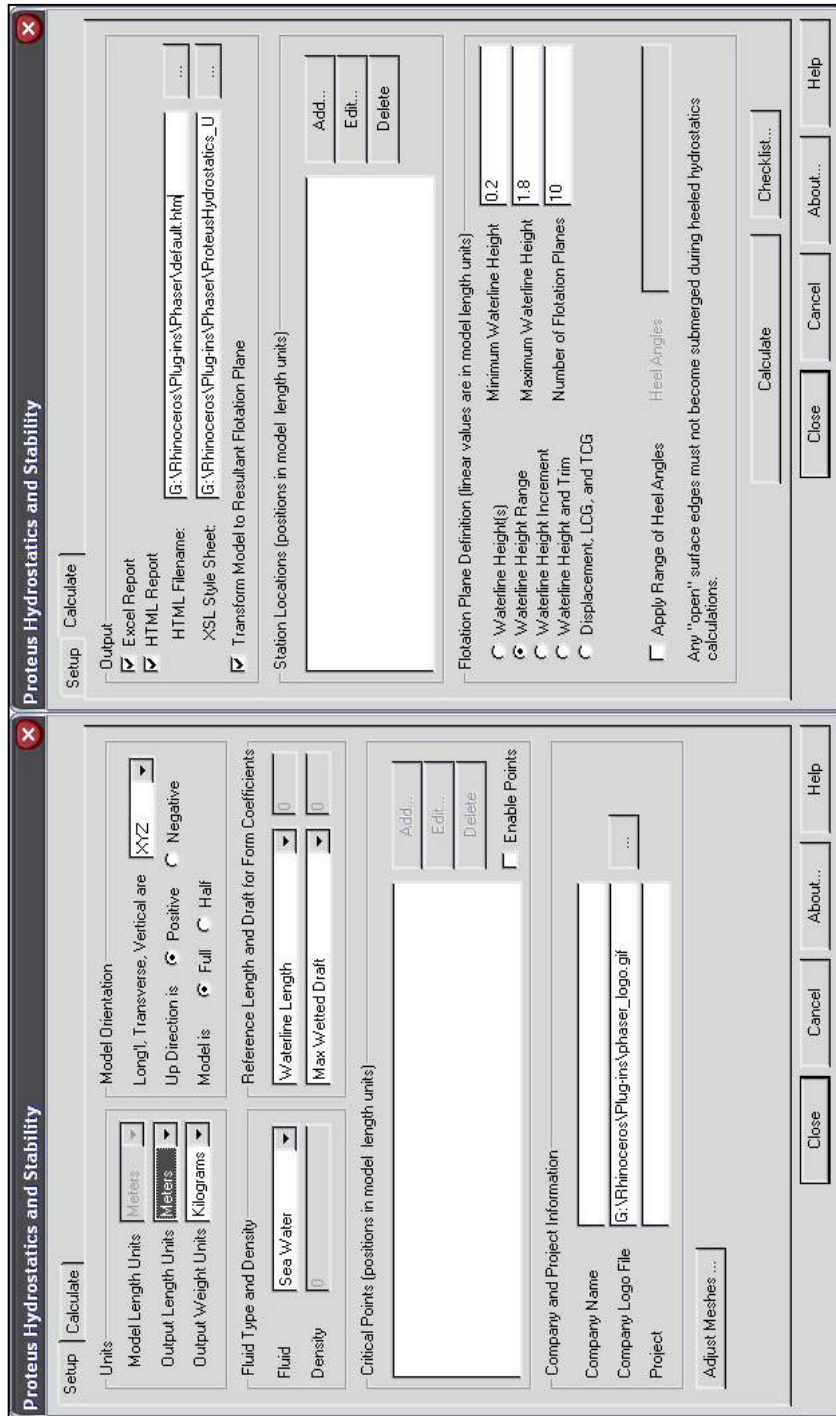 Proteus Hydrostatics and Stability
Setup Calculate
Units
Model Length Units Meters
Output Length Units Meters
Output Weight Units Kilograms
Model Orientation
Long'l, Transverse, Vertical are XYZ
Up Direction is Positive Negative
Model is Full Half
Fluid Type and Density
Fluid Sea Water
Density 0
Reference Length and Draft for Form Coefficients
Waterline Length 0
Max Wetted Draft 0
Critical Points (positions in model length units)
Add...
Edit...
Delete
Enable Points
Company and Project Information
Company Name
Company Logo File G:\Rhinoceros\Plug-ins\phaser_logo.gif ...
Project
Adjust Meshes ...
Close Cancel About... Help
Proteus Hydrostatics and Stability
Setup Calculate
Output
Excel Report
HTML Report
HTML Filename: G:\Rhinoceros\Plug-ins\Phaser\default.htm ...
XSL Style Sheet: G:\Rhinoceros\Plug-ins\Phaser\ProteusHydrostatics_U ...
Transform Model to Resultant Flotation Plane
Station Locations (positions in model length units)
Add...
Edit...
Delete
Flotation Plane Definition (linear values are in model length units)
Waterline Height(s) Minimum Waterline Height 0.2
Waterline Height Range Maximum Waterline Height 1.8
Waterline Height Increment Number of Flotation Planes 10
Waterline Height and Trim
Displacement, LCG, and TCG
Apply Range of Heel Angles Heel Angles
Any "open" surface edges must not become submerged during heeled hydrostatics
calculations.
Calculate Checklist...
Close Cancel About... Help